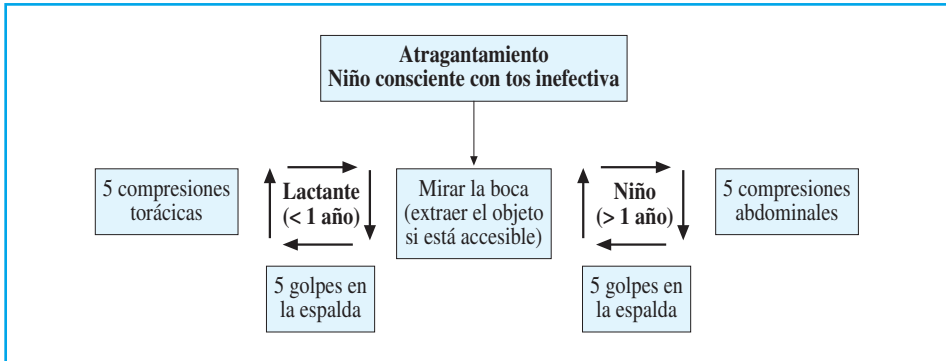 Atragantamiento
Niño consciente con tos inefectiva
5 compresiones
torácicas
Lactante
(< 1 año)
Mirar la boca
(extraer el objeto
si está accesible)
Niño
(> 1 año)
5 compresiones
abdominales
5 golpes en
la espalda
5 golpes en
la espalda